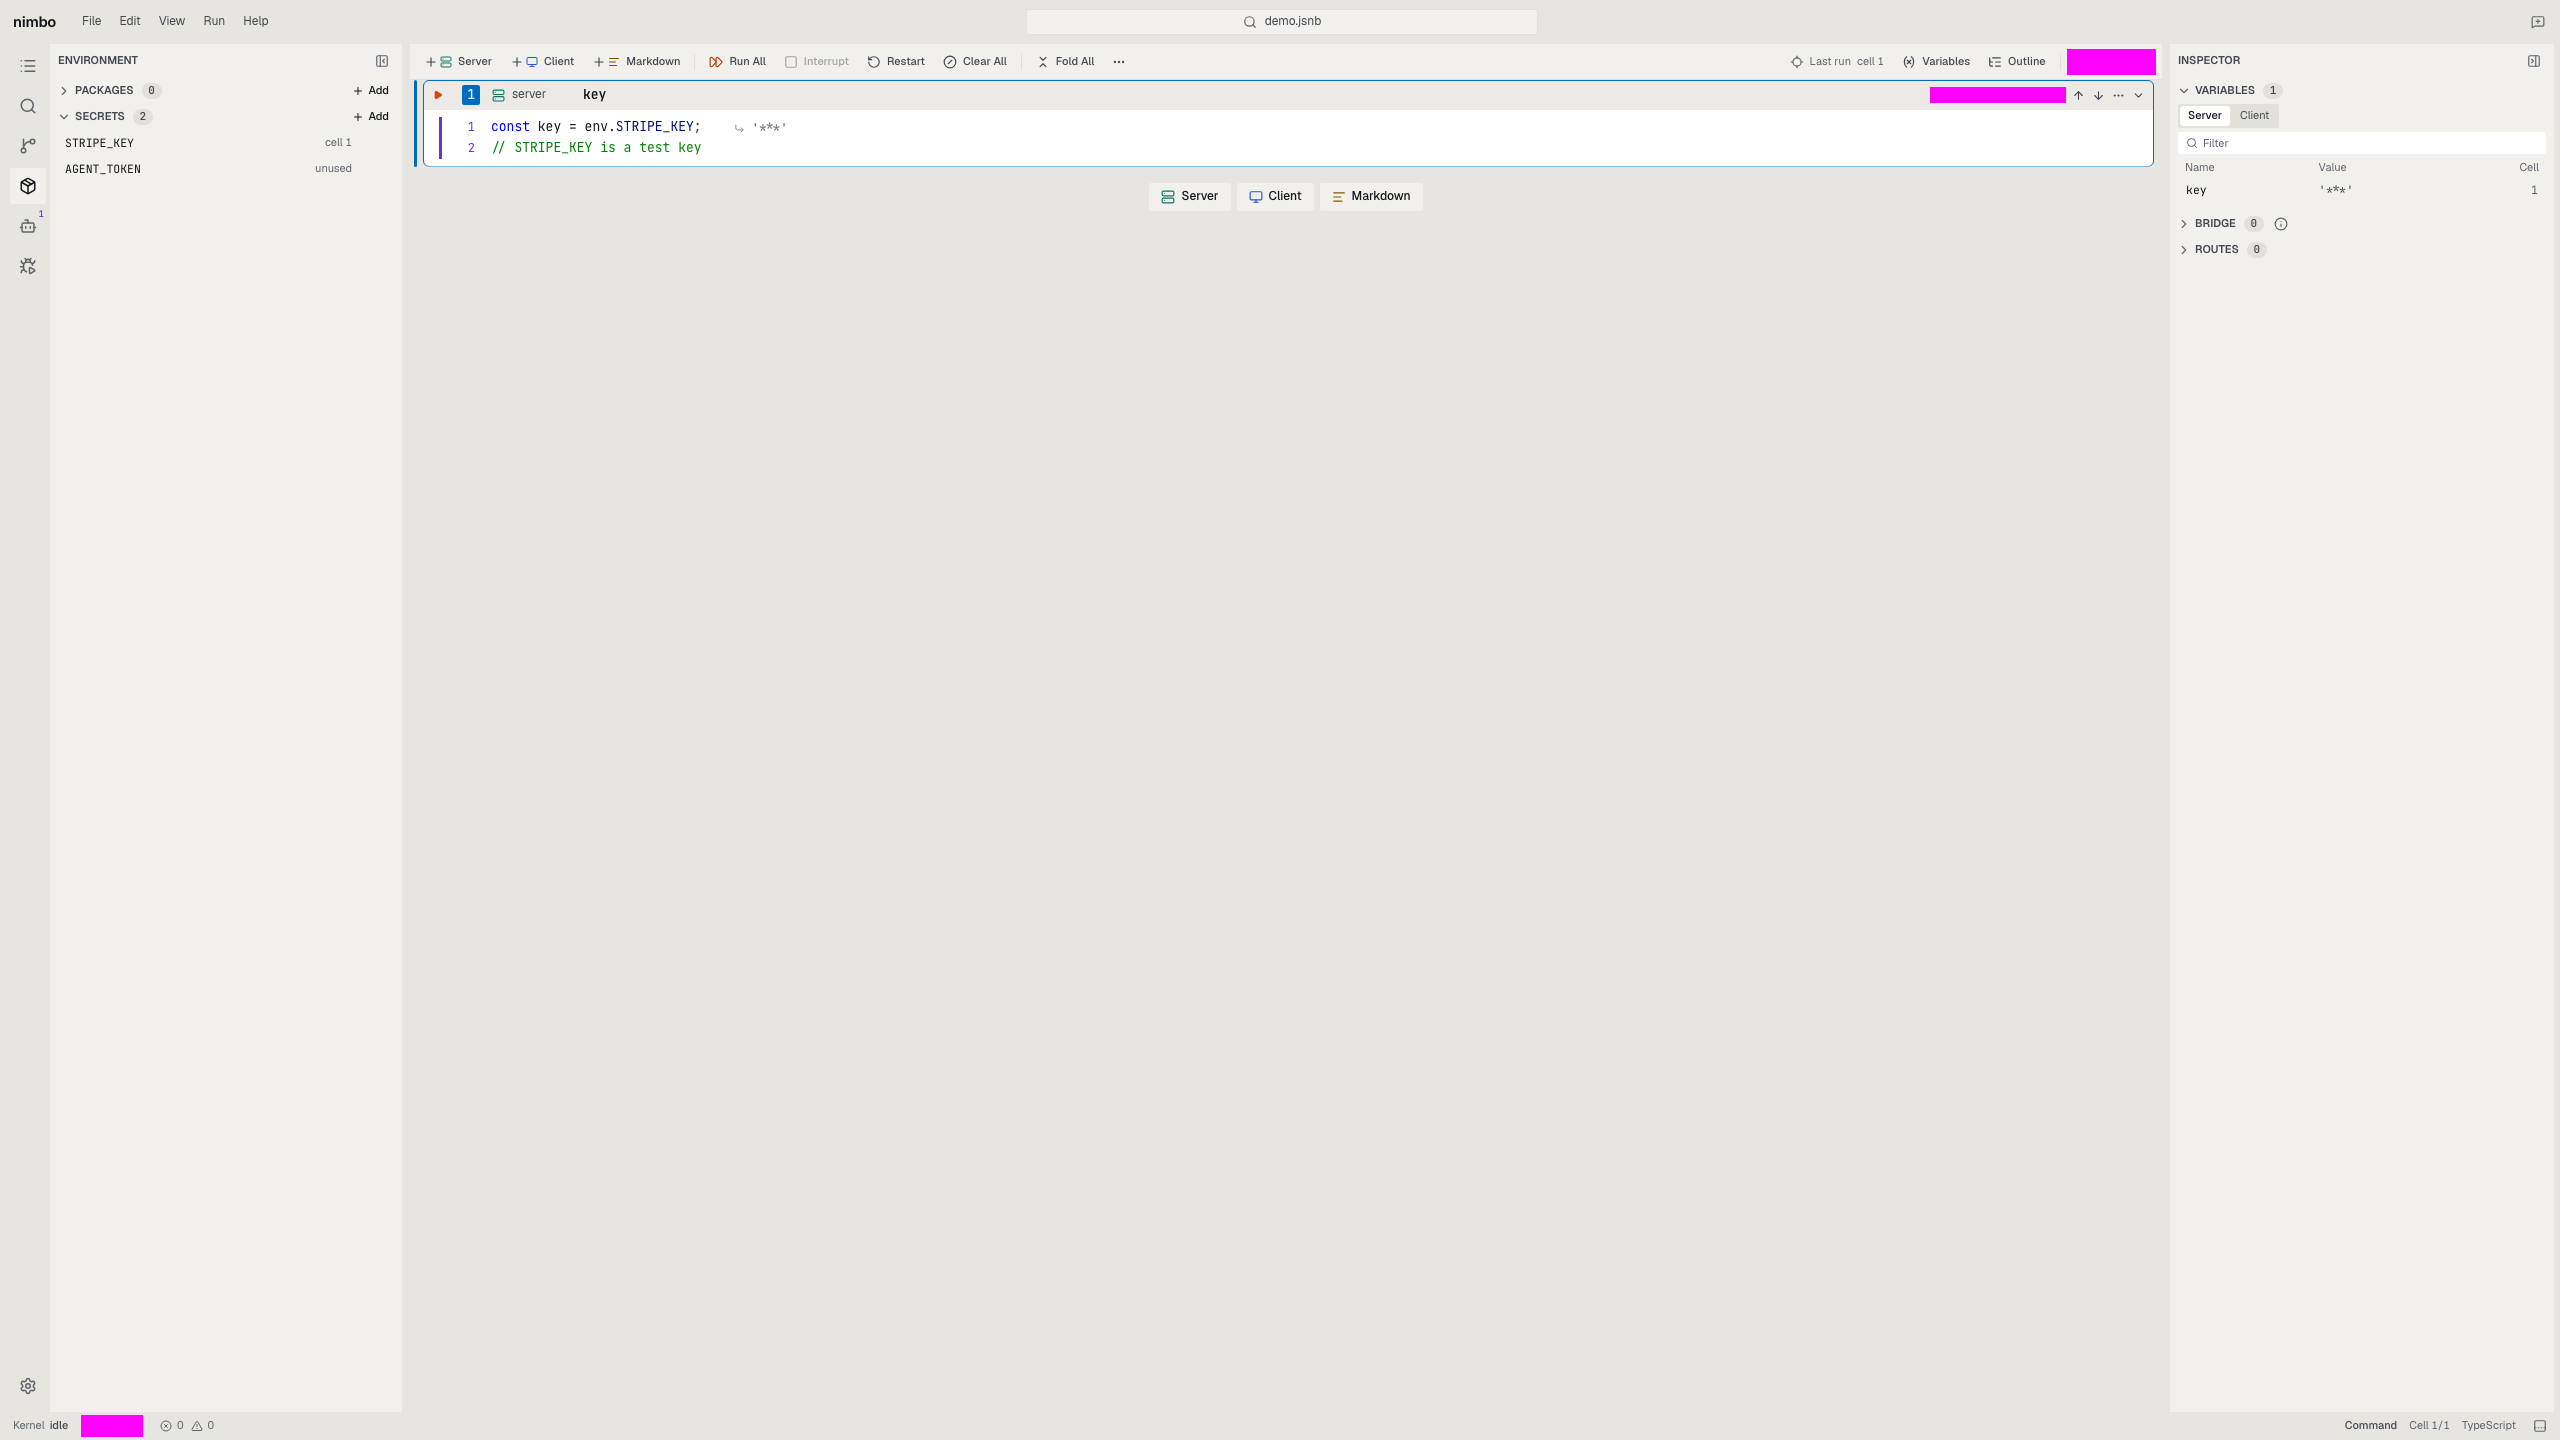 nimbo File Edit View Run Help demo.jsnb
ENVIRONMENT
PACKAGES 0 Add
SECRETS 2 Add
STRIPE_KEY cell 1
AGENT_TOKEN unused
1
Server Client Markdown Run All Interrupt Restart Clear All Fold All Last run cell 1 Variables Outline
1 server key
1 const key = env.STRIPE_KEY; '***'
2 // STRIPE_KEY is a test key
Server Client Markdown
INSPECTOR
VARIABLES 1
Server Client
Filter
Name Value Cell
key '***' 1
BRIDGE 0
ROUTES 0
Kernel idle 0 0 Command Cell 1/1 TypeScript